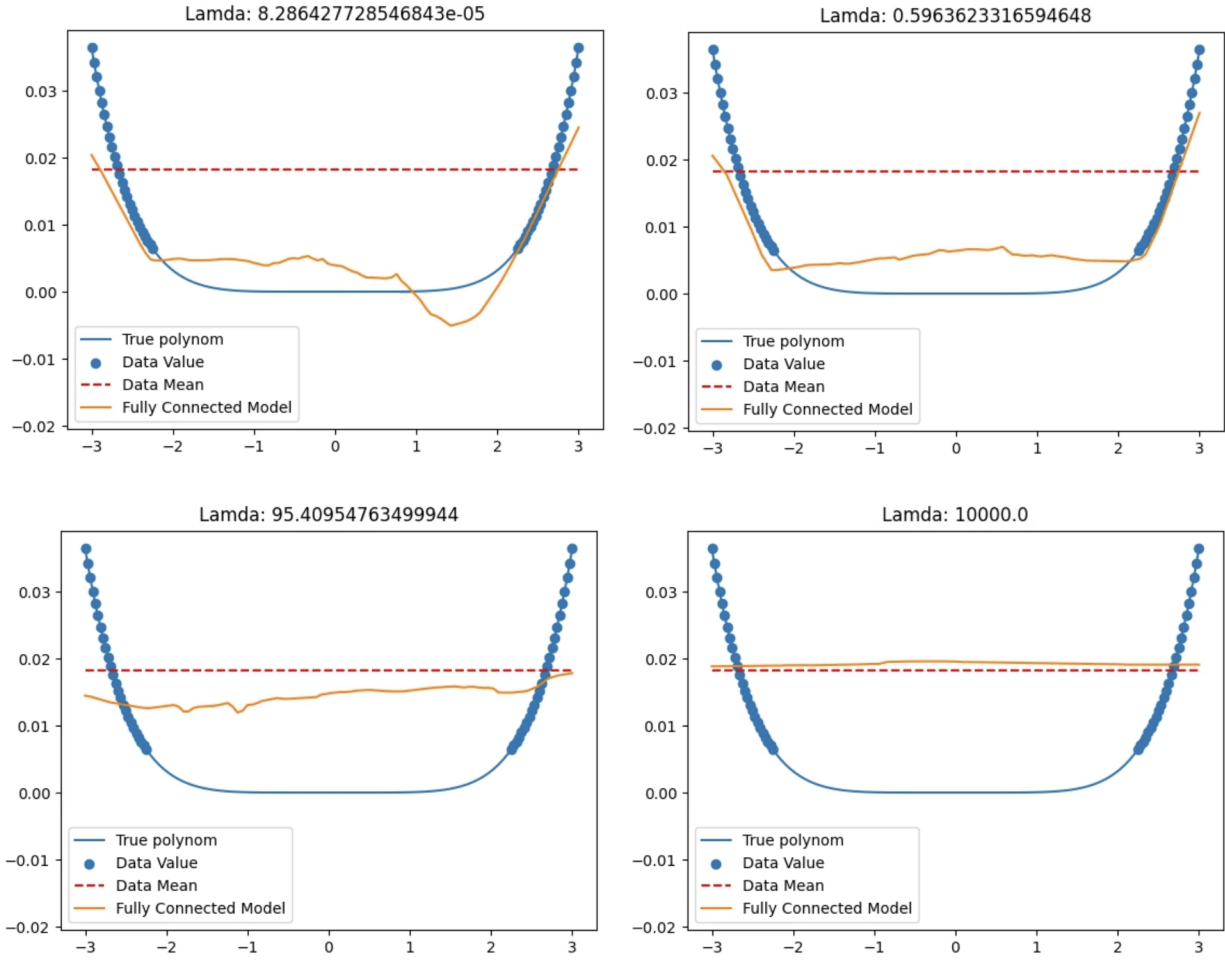 Lamda: 8.286427728546843e-05
0.03
0.02
0.01
0.00
−0.01
−0.02
True polynom
Data Value
Data Mean
Fully Connected Model
−3 −2 −1 0 1 2 3
Lamda: 0.5963623316594648
0.03
0.02
0.01
0.00
−0.01
−0.02
True polynom
Data Value
Data Mean
Fully Connected Model
−3 −2 −1 0 1 2 3
Lamda: 95.40954763499944
0.03
0.02
0.01
0.00
−0.01
−0.02
True polynom
Data Value
Data Mean
Fully Connected Model
−3 −2 −1 0 1 2 3
Lamda: 10000.0
0.03
0.02
0.01
0.00
−0.01
−0.02
True polynom
Data Value
Data Mean
Fully Connected Model
−3 −2 −1 0 1 2 3